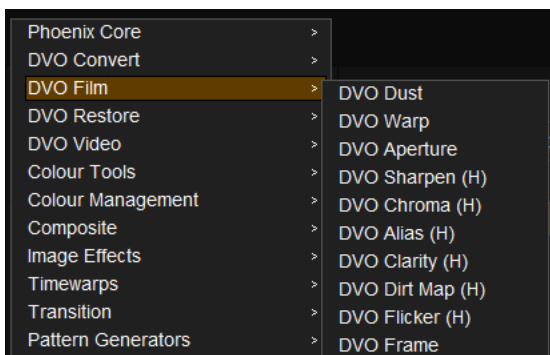 Phoenix Core >
DVO Convert >
DVO Film >
DVO Restore >
DVO Video >
Colour Tools >
Colour Management >
Composite >
Image Effects >
Timewarps >
Transition >
Pattern Generators >
DVO Dust
DVO Warp
DVO Aperture
DVO Sharpen (H)
DVO Chroma (H)
DVO Alias (H)
DVO Clarity (H)
DVO Dirt Map (H)
DVO Flicker (H)
DVO Frame